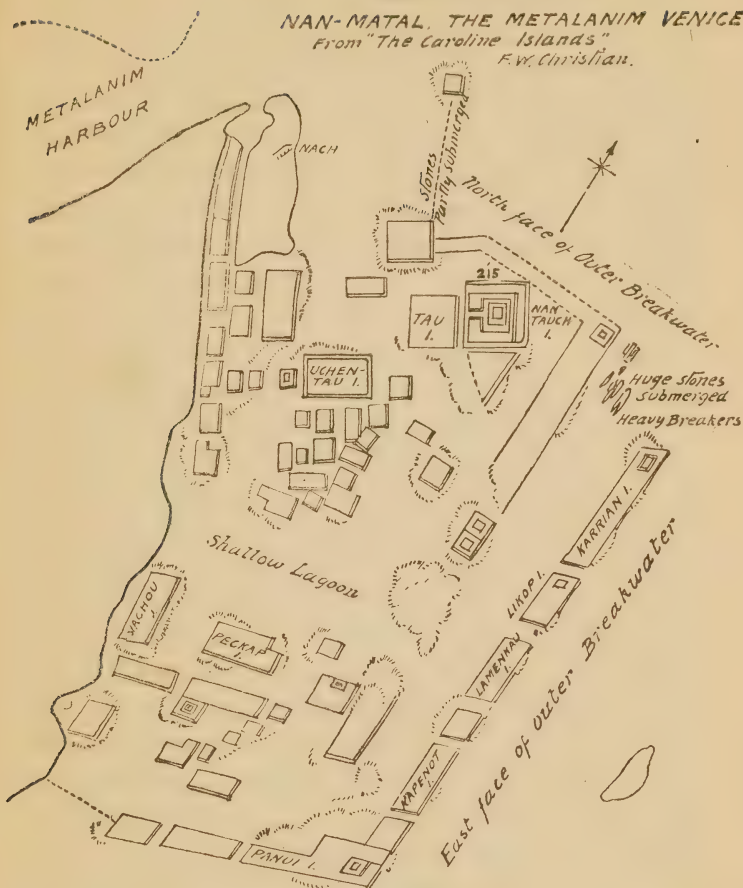 NAN-MATAL, THE METALANIM VENICE
From "The Caroline Islands",
F.W. Christian.
METALANIM
HARBOUR
NACH
Stones
Partly submerged
North face of Outer Breakwater
215
TAU
I.
NAN-
TAUCH
I.
UCHEN-
TAU I.
Huge stones
submerged
Heavy Breakers
KARRIAN I.
Shallow Lagoon
LIKOP I.
WACHOU
I.
PECKAP
I.
LAMENKAU
I.
East face of outer Breakwater
KAPENOT
I.
PANUI I.